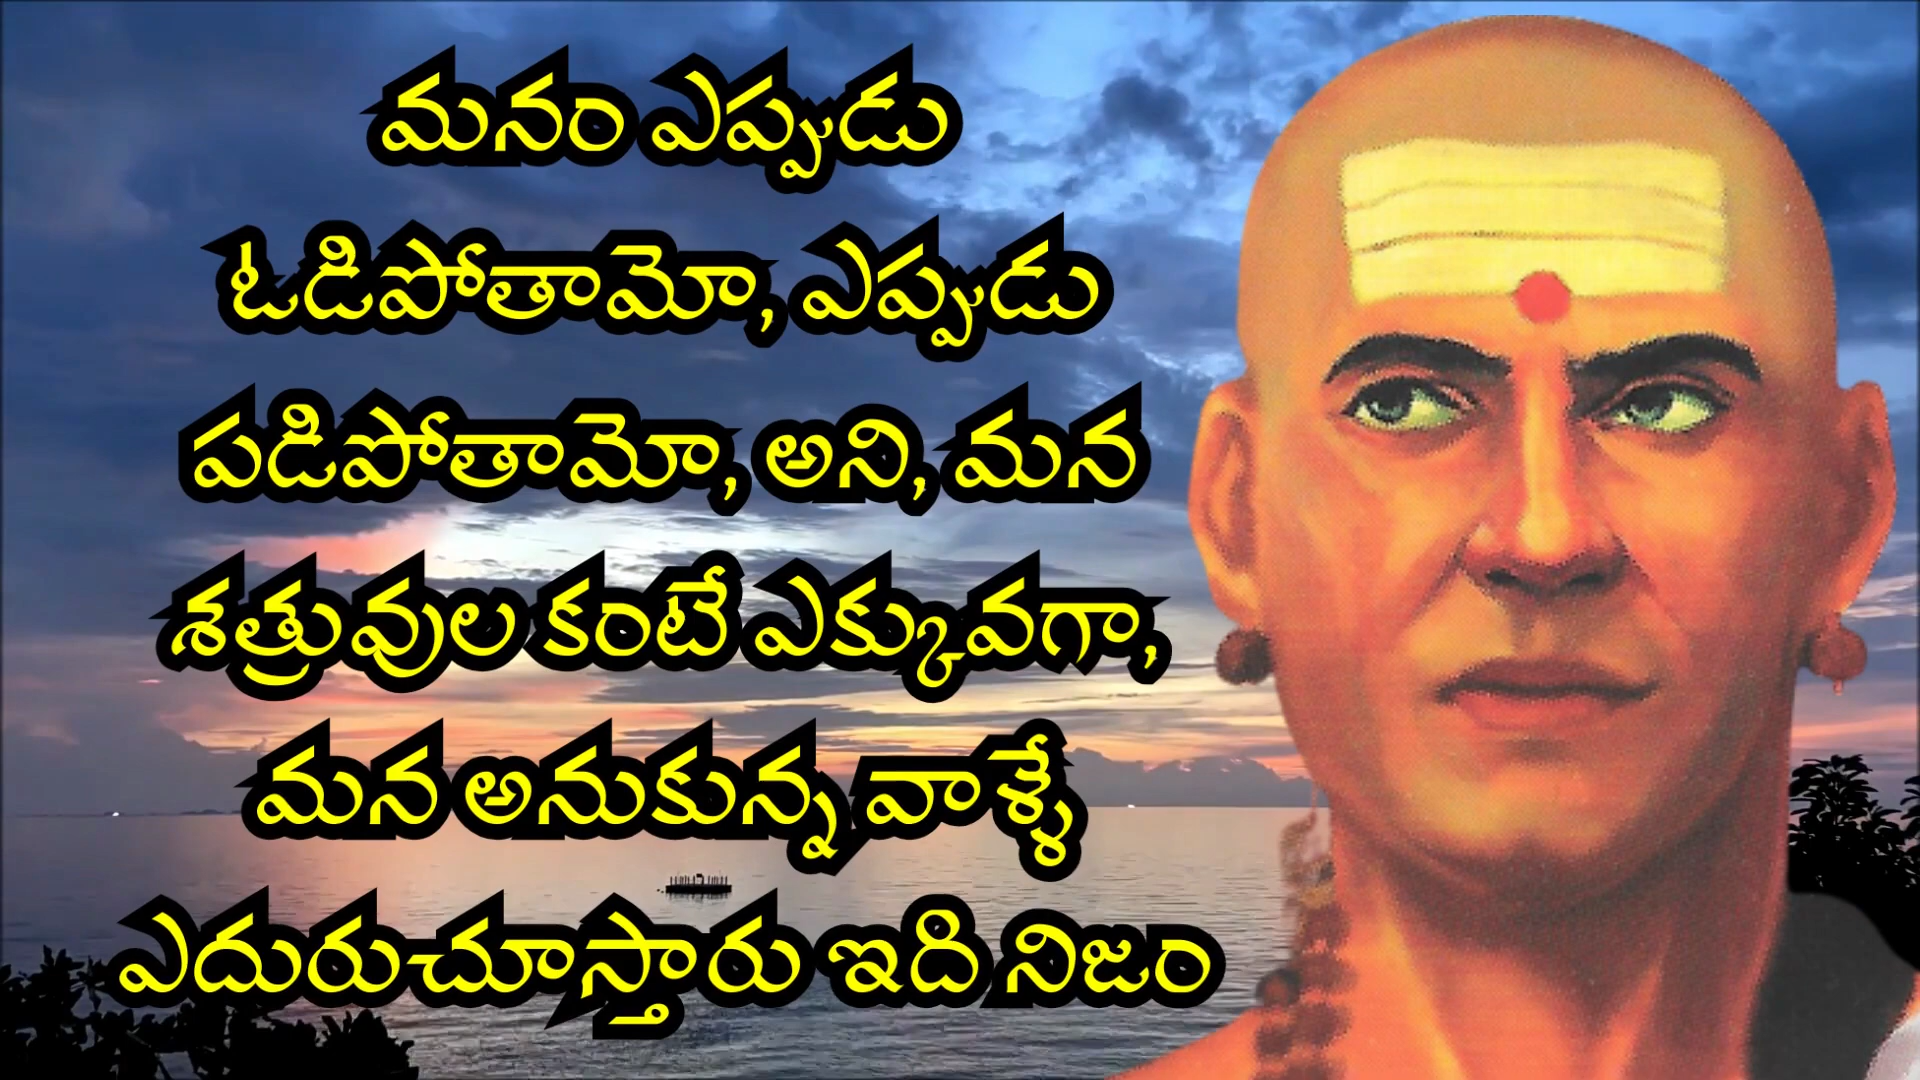 మనం ఎప్పుడు
ఓడిపోతామో, ఎప్పుడు
పడిపోతామో, అని, మన
శత్రువుల కంటే ఎక్కువగా,
మన అనుకున్న వాళ్ళే
ఎదురుచూస్తారు ఇది నిజం